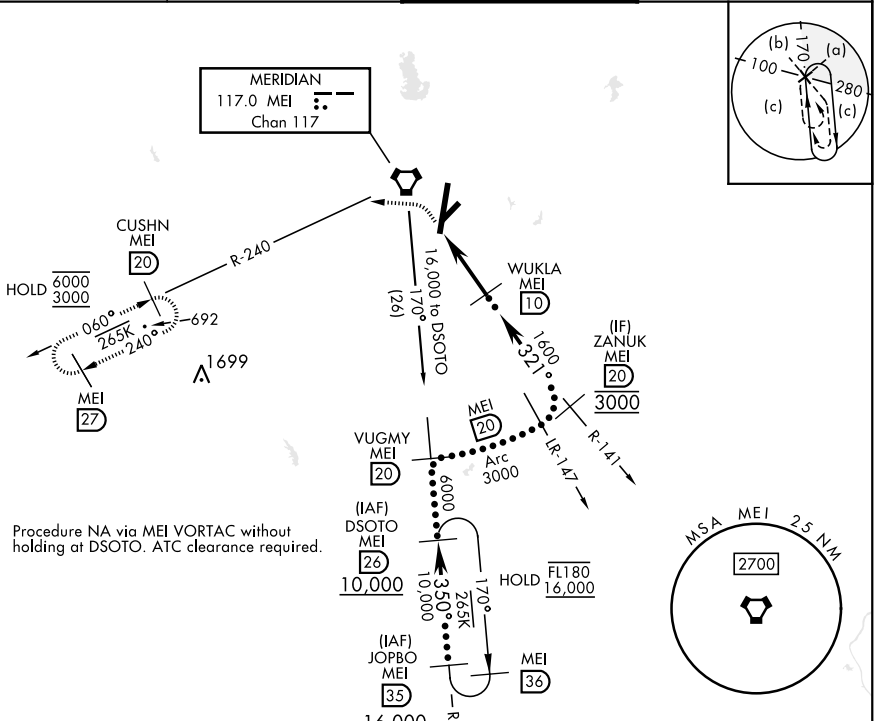 MERIDIAN
117.0 MEI
Chan 117
(b)
170
(a)
100
280
(c)
(c)
CUSHN
MEI
20
R-240
HOLD 6000
3000
060°
265K
240°
692
1699
MEI
27
16,000 to DSOTO
170°
(26)
WUKLA
MEI
10
1600
321°
(IF)
ZANUK
MEI
20
3000
MEI
20
Arc
3000
LR-147
R-141
VUGMY
MEI
20
6000
(IAF)
DSOTO
MEI
26
10,000
350°
10,000
170°
265K
HOLD FL180
16,000
(IAF)
JOPBO
MEI
35
16,000
R
MEI
36
Procedure NA via MEI VORTAC without
holding at DSOTO. ATC clearance required.
MSA MEI 25 NM
2700